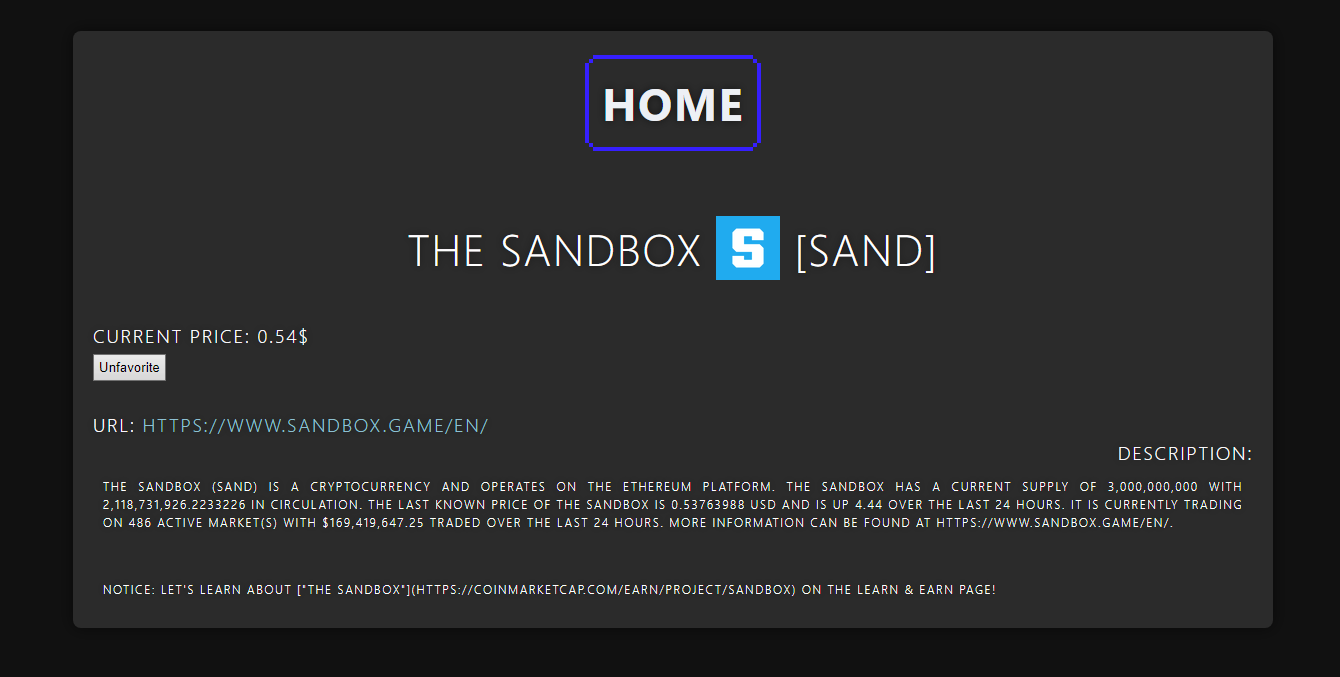 HOME
THE SANDBOX S [SAND]
CURRENT PRICE: 0.54$
Unfavorite
URL: HTTPS://WWW.SANDBOX.GAME/EN/
DESCRIPTION:
THE SANDBOX (SAND) IS A CRYPTOCURRENCY AND OPERATES ON THE ETHEREUM PLATFORM. THE SANDBOX HAS A CURRENT SUPPLY OF 3,000,000,000 WITH
2,118,731,926.2233226 IN CIRCULATION. THE LAST KNOWN PRICE OF THE SANDBOX IS 0.53763988 USD AND IS UP 4.44 OVER THE LAST 24 HOURS. IT IS CURRENTLY TRADING
ON 486 ACTIVE MARKET(S) WITH $169,419,647.25 TRADED OVER THE LAST 24 HOURS. MORE INFORMATION CAN BE FOUND AT HTTPS://WWW.SANDBOX.GAME/EN/.
NOTICE: LET'S LEARN ABOUT ["THE SANDBOX"](HTTPS://COINMARKETCAP.COM/EARN/PROJECT/SANDBOX) ON THE LEARN & EARN PAGE!